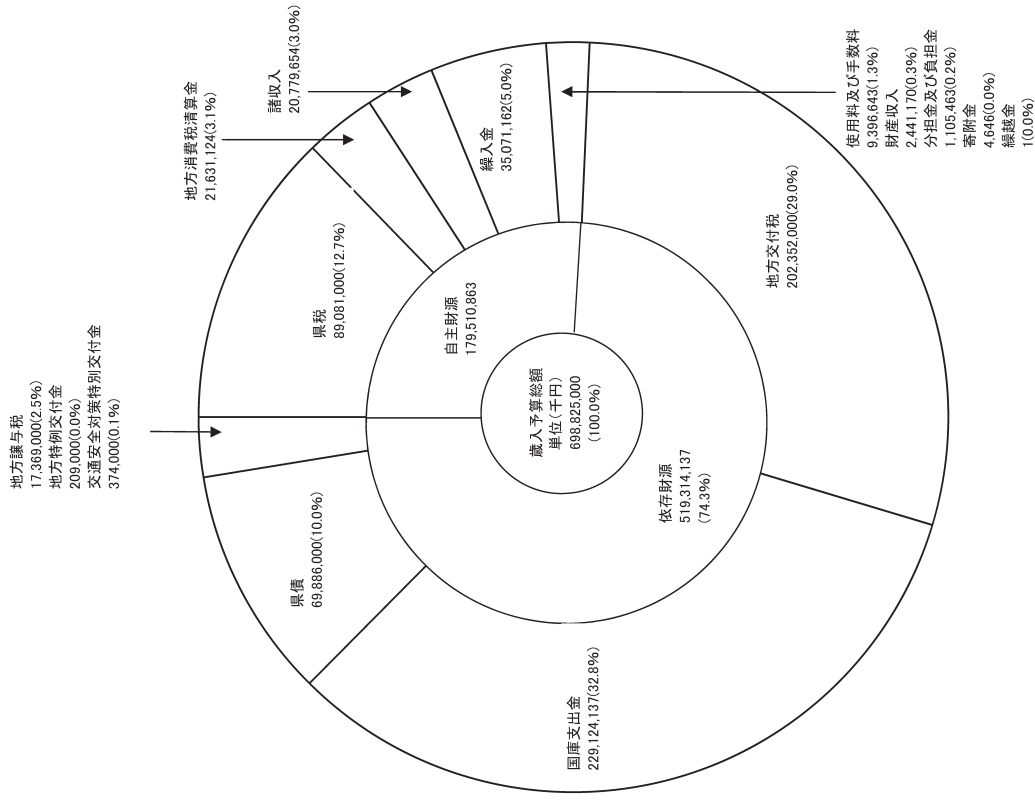 歳入予算総額
単位(千円)
698,825,000
(100.0%)
自主財源
179,510,863
依存財源
519,314,137
(74.3%)
県税
89,081,000(12.7%)
地方消費税清算金
21,631,124(3.1%)
諸収入
20,779,654(3.0%)
繰入金
35,071,162(5.0%)
使用料及び手数料
9,396,643(1.3%)
財産収入
2,441,170(0.3%)
分担金及び負担金
1,105,463(0.2%)
寄附金
4,646(0.0%)
繰越金
1(0.0%)
地方交付税
202,352,000(29.0%)
国庫支出金
229,124,137(32.8%)
県債
69,886,000(10.0%)
地方譲与税
17,369,000(2.5%)
地方特例交付金
209,000(0.0%)
交通安全対策特別交付金
374,000(0.1%)